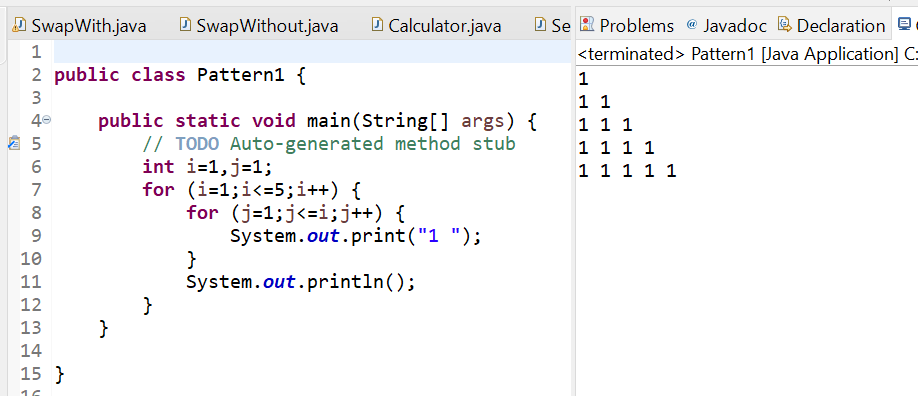 SwapWith.java SwapWithout.java Calculator.java Se
1
2 public class Pattern1 {
3
4 public static void main(String[] args) {
5 // TODO Auto-generated method stub
6 int i=1,j=1;
7 for (i=1;i<=5;i++) {
8 for (j=1;j<=i;j++) {
9 System.out.print("1 ");
10 }
11 System.out.println();
12 }
13 }
14
15 }
Problems @ Javadoc Declaration
<terminated> Pattern1 [Java Application] C:
1
1 1
1 1 1
1 1 1 1
1 1 1 1 1